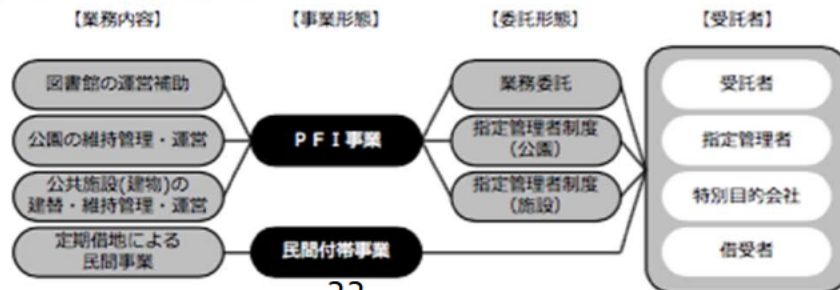 【業務内容】 【事業形態】 【委託形態】 【受託者】
図書館の運営補助
公園の維持管理・運営
公共施設(建物)の
建替・維持管理・運営
定期借地による
民間事業
ＰＦＩ事業
民間付帯事業
業務委託
指定管理者制度
（公園）
指定管理者制度
（施設）
受託者
指定管理者
特別目的会社
借受者